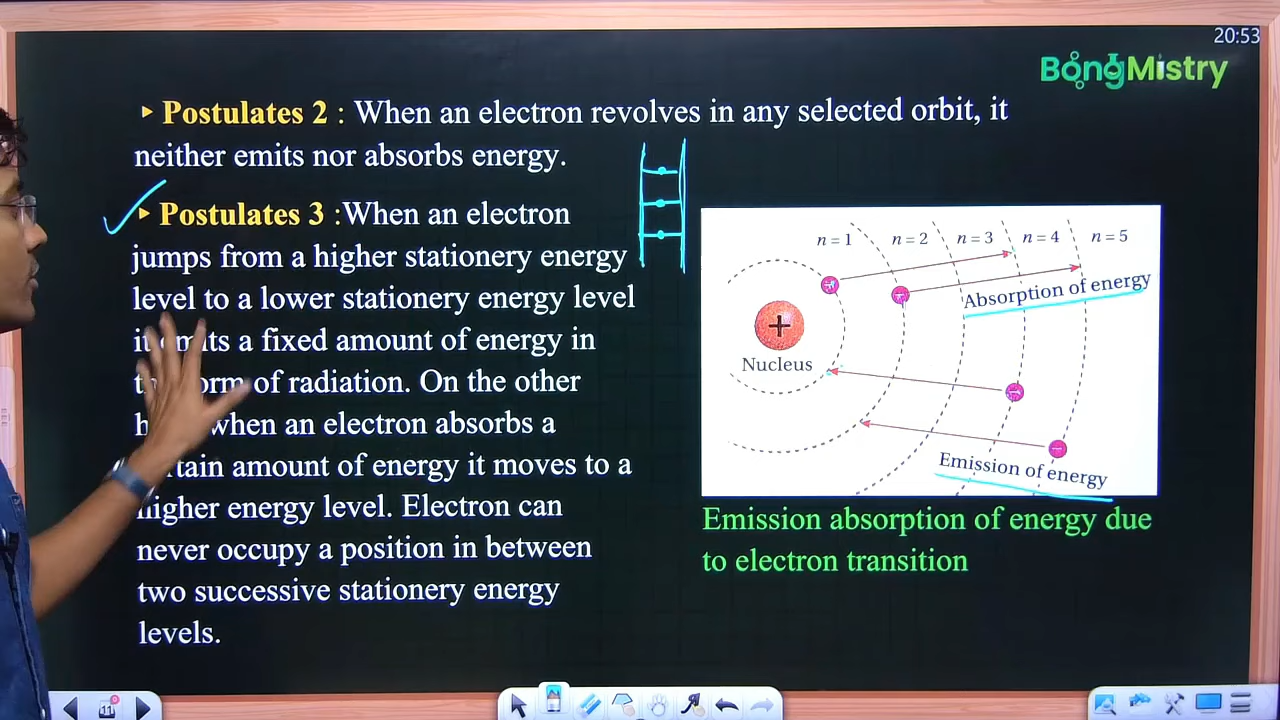 20:53
BongMistry
Postulates 2 : When an electron revolves in any selected orbit, it
neither emits nor absorbs energy.
Postulates 3 :When an electron
jumps from a higher stationery energy
level to a lower stationery energy level
it emits a fixed amount of energy in
of radiation. On the other
when an electron absorbs a
amount of energy it moves to a
higher energy level. Electron can
never occupy a position in between
two successive stationery energy
levels.
n = 1 n = 2 n = 3 n = 4 n = 5
Absorption of energy
+
Nucleus
Emission of energy
Emission absorption of energy due
to electron transition
11